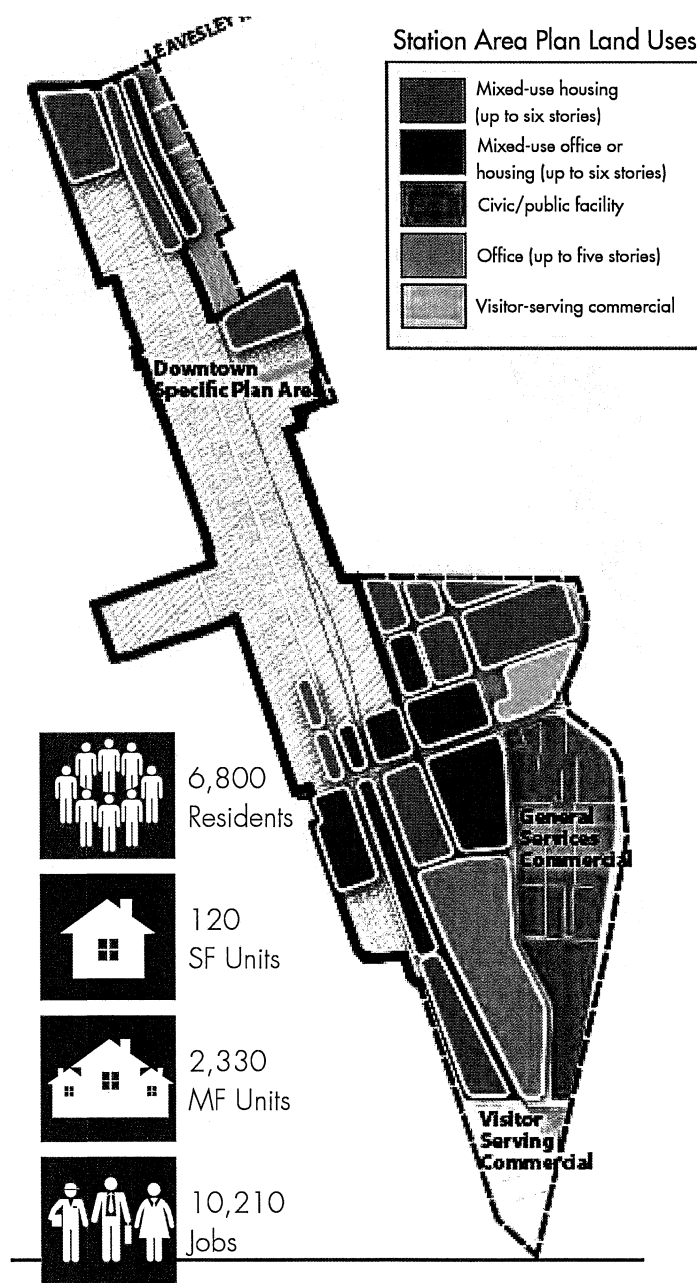 LEAVESLEY
Station Area Plan Land Uses
Mixed-use housing
(up to six stories)
Mixed-use office or
housing (up to six stories)
Civic/public facility
Office (up to five stories)
Visitor-serving commercial
Downtown
Specific Plan Area
General
Services
Commercial
6,800
Residents
120
SF Units
2,330
MF Units
Visitor
Serving
Commercial
10,210
Jobs